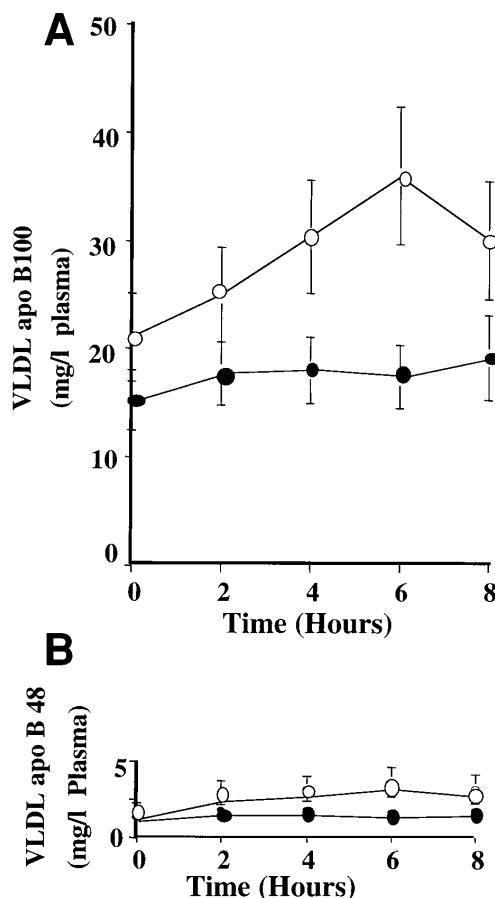 A
50
40
30
20
10
0
VLDL apo B100
(mg/l plasma)
0 2 4 6 8
Time (Hours)
B
VLDL apo B 48
(mg/l Plasma)
5
0
0 2 4 6 8
Time (Hours)